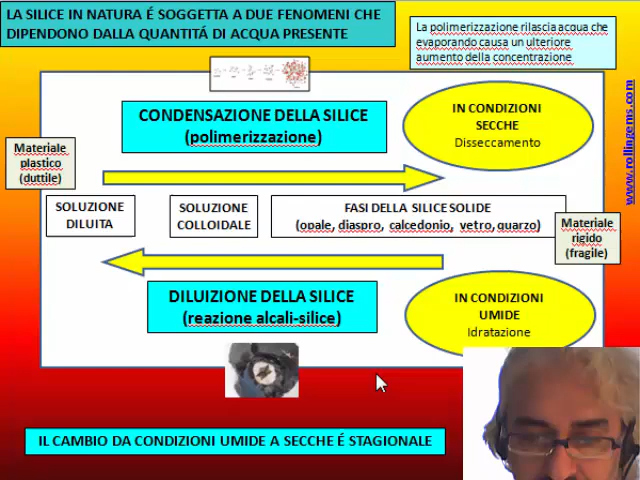 LA SILICE IN NATURA É SOGGETTA A DUE FENOMENI CHE
DIPENDONO DALLA QUANTITÁ DI ACQUA PRESENTE
La polimerizzazione rilascia acqua che
evaporando causa un ulteriore
aumento della concentrazione
CONDENSAZIONE DELLA SILICE
(polimerizzazione)
IN CONDIZIONI
SECCHE
Disseccamento
Materiale
plastico
(duttile)
www.rollingems.com
SOLUZIONE
DILUITA
SOLUZIONE
COLLOIDALE
FASI DELLA SILICE SOLIDE
(opale, diaspro, calcedonio, vetro, quarzo)
Materiale
rigido
(fragile)
DILUIZIONE DELLA SILICE
(reazione alcali-silice)
IN CONDIZIONI
UMIDE
Idratazione
IL CAMBIO DA CONDIZIONI UMIDE A SECCHE É STAGIONALE